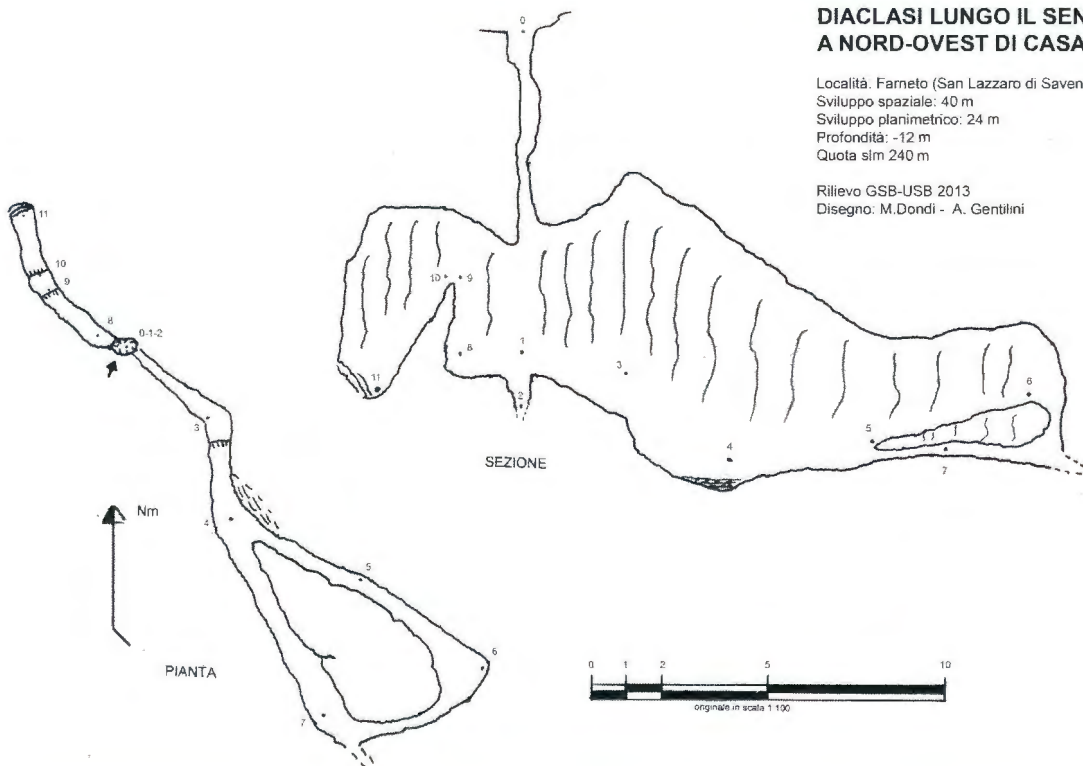 DIACLASI LUNGO IL SEN
A NORD-OVEST DI CASA
Località. Farneto (San Lazzaro di Saven
Sviluppo spaziale: 40 m
Sviluppo planimetrico: 24 m
Profondità: -12 m
Quota slm 240 m
Rilievo GSB-USB 2013
Disegno: M.Dondi - A. Gentilini
0
10 9
8
1
2
3
4
5
6
7
11
SEZIONE
11
10
9
8
0-1-2
3
4
5
6
7
Nm
PIANTA
0 1 2 5 10
originale in scala 1:100